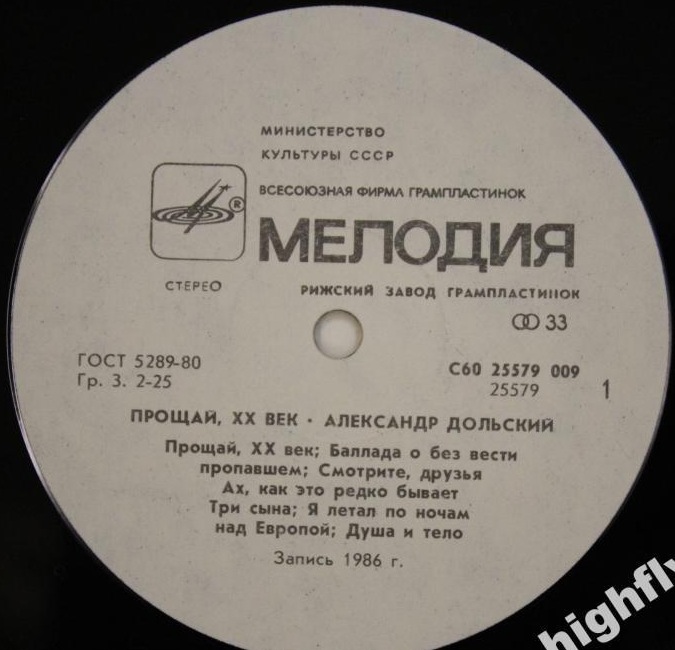 МИНИСТЕРСТВО
КУЛЬТУРЫ СССР
ВСЕСОЮЗНАЯ ФИРМА ГРАМПЛАСТИНОК
®
МЕЛОДИЯ
СТЕРЕО
РИЖСКИЙ ЗАВОД ГРАМПЛАСТИНОК
33
ГОСТ 5289-80
Гр. 3. 2-25
С60 25579 009
25579
1
ПРОЩАЙ, XX ВЕК · АЛЕКСАНДР ДОЛЬСКИЙ
Прощай, XX век; Баллада о без вести
пропавшем; Смотрите, друзья
Ах, как это редко бывает
Три сына; Я летал по ночам
над Европой; Душа и тело
Запись 1986 г.
highfly